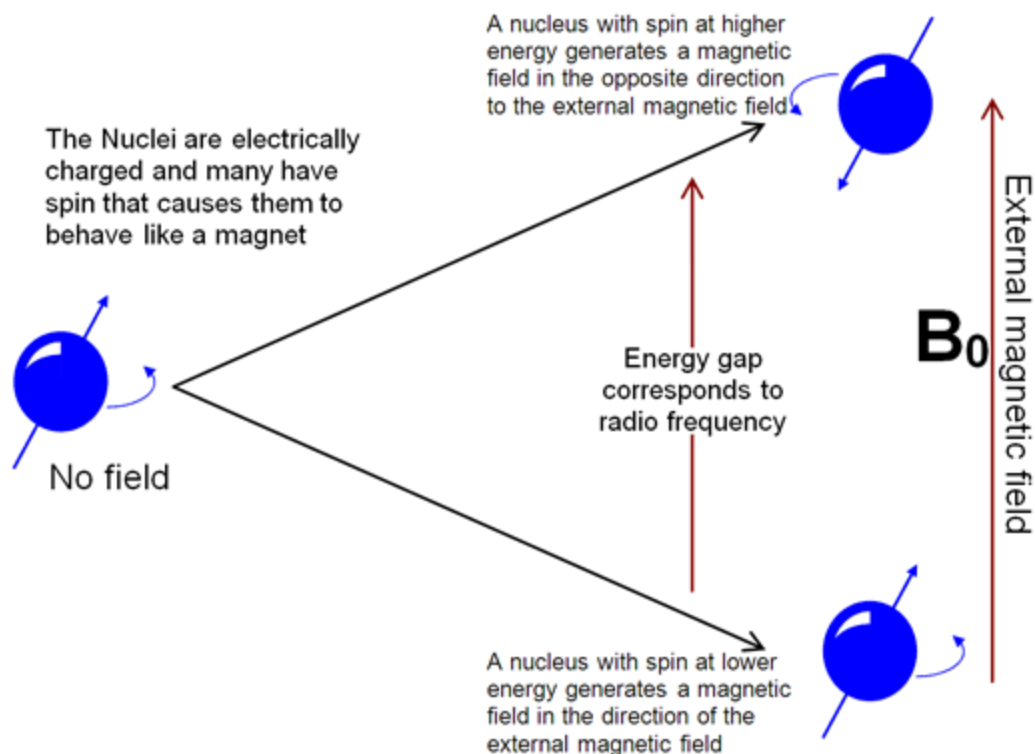 A nucleus with spin at higher
energy generates a magnetic
field in the opposite direction
to the external magnetic field
The Nuclei are electrically
charged and many have
spin that causes them to
behave like a magnet
No field
Energy gap
corresponds to
radio frequency
B₀
External magnetic field
A nucleus with spin at lower
energy generates a magnetic
field in the direction of the
external magnetic field